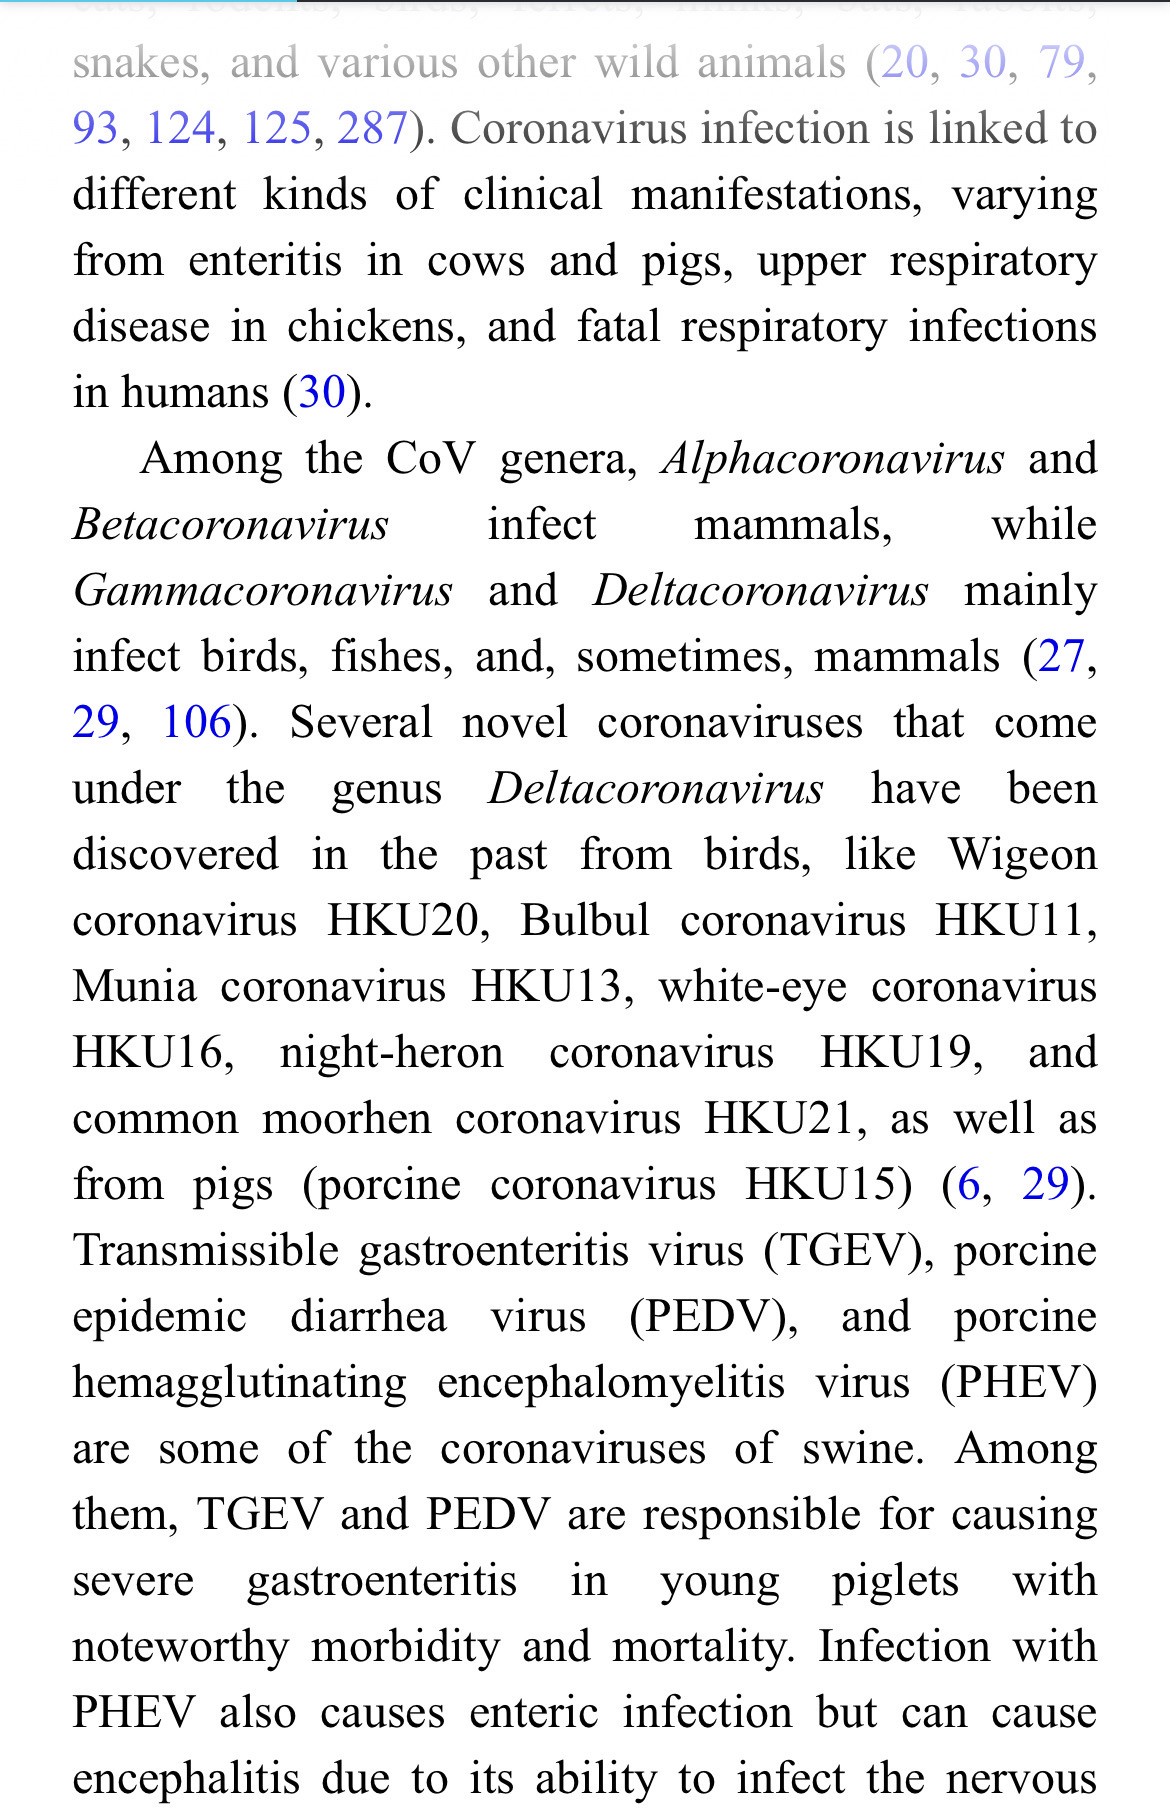 snakes, and various other wild animals (20, 30, 79,
93, 124, 125, 287). Coronavirus infection is linked to
different kinds of clinical manifestations, varying
from enteritis in cows and pigs, upper respiratory
disease in chickens, and fatal respiratory infections
in humans (30).
Among the CoV genera, Alphacoronavirus and
Betacoronavirus infect mammals, while
Gammacoronavirus and Deltacoronavirus mainly
infect birds, fishes, and, sometimes, mammals (27,
29, 106). Several novel coronaviruses that come
under the genus Deltacoronavirus have been
discovered in the past from birds, like Wigeon
coronavirus HKU20, Bulbul coronavirus HKU11,
Munia coronavirus HKU13, white-eye coronavirus
HKU16, night-heron coronavirus HKU19, and
common moorhen coronavirus HKU21, as well as
from pigs (porcine coronavirus HKU15) (6, 29).
Transmissible gastroenteritis virus (TGEV), porcine
epidemic diarrhea virus (PEDV), and porcine
hemagglutinating encephalomyelitis virus (PHEV)
are some of the coronaviruses of swine. Among
them, TGEV and PEDV are responsible for causing
severe gastroenteritis in young piglets with
noteworthy morbidity and mortality. Infection with
PHEV also causes enteric infection but can cause
encephalitis due to its ability to infect the nervous